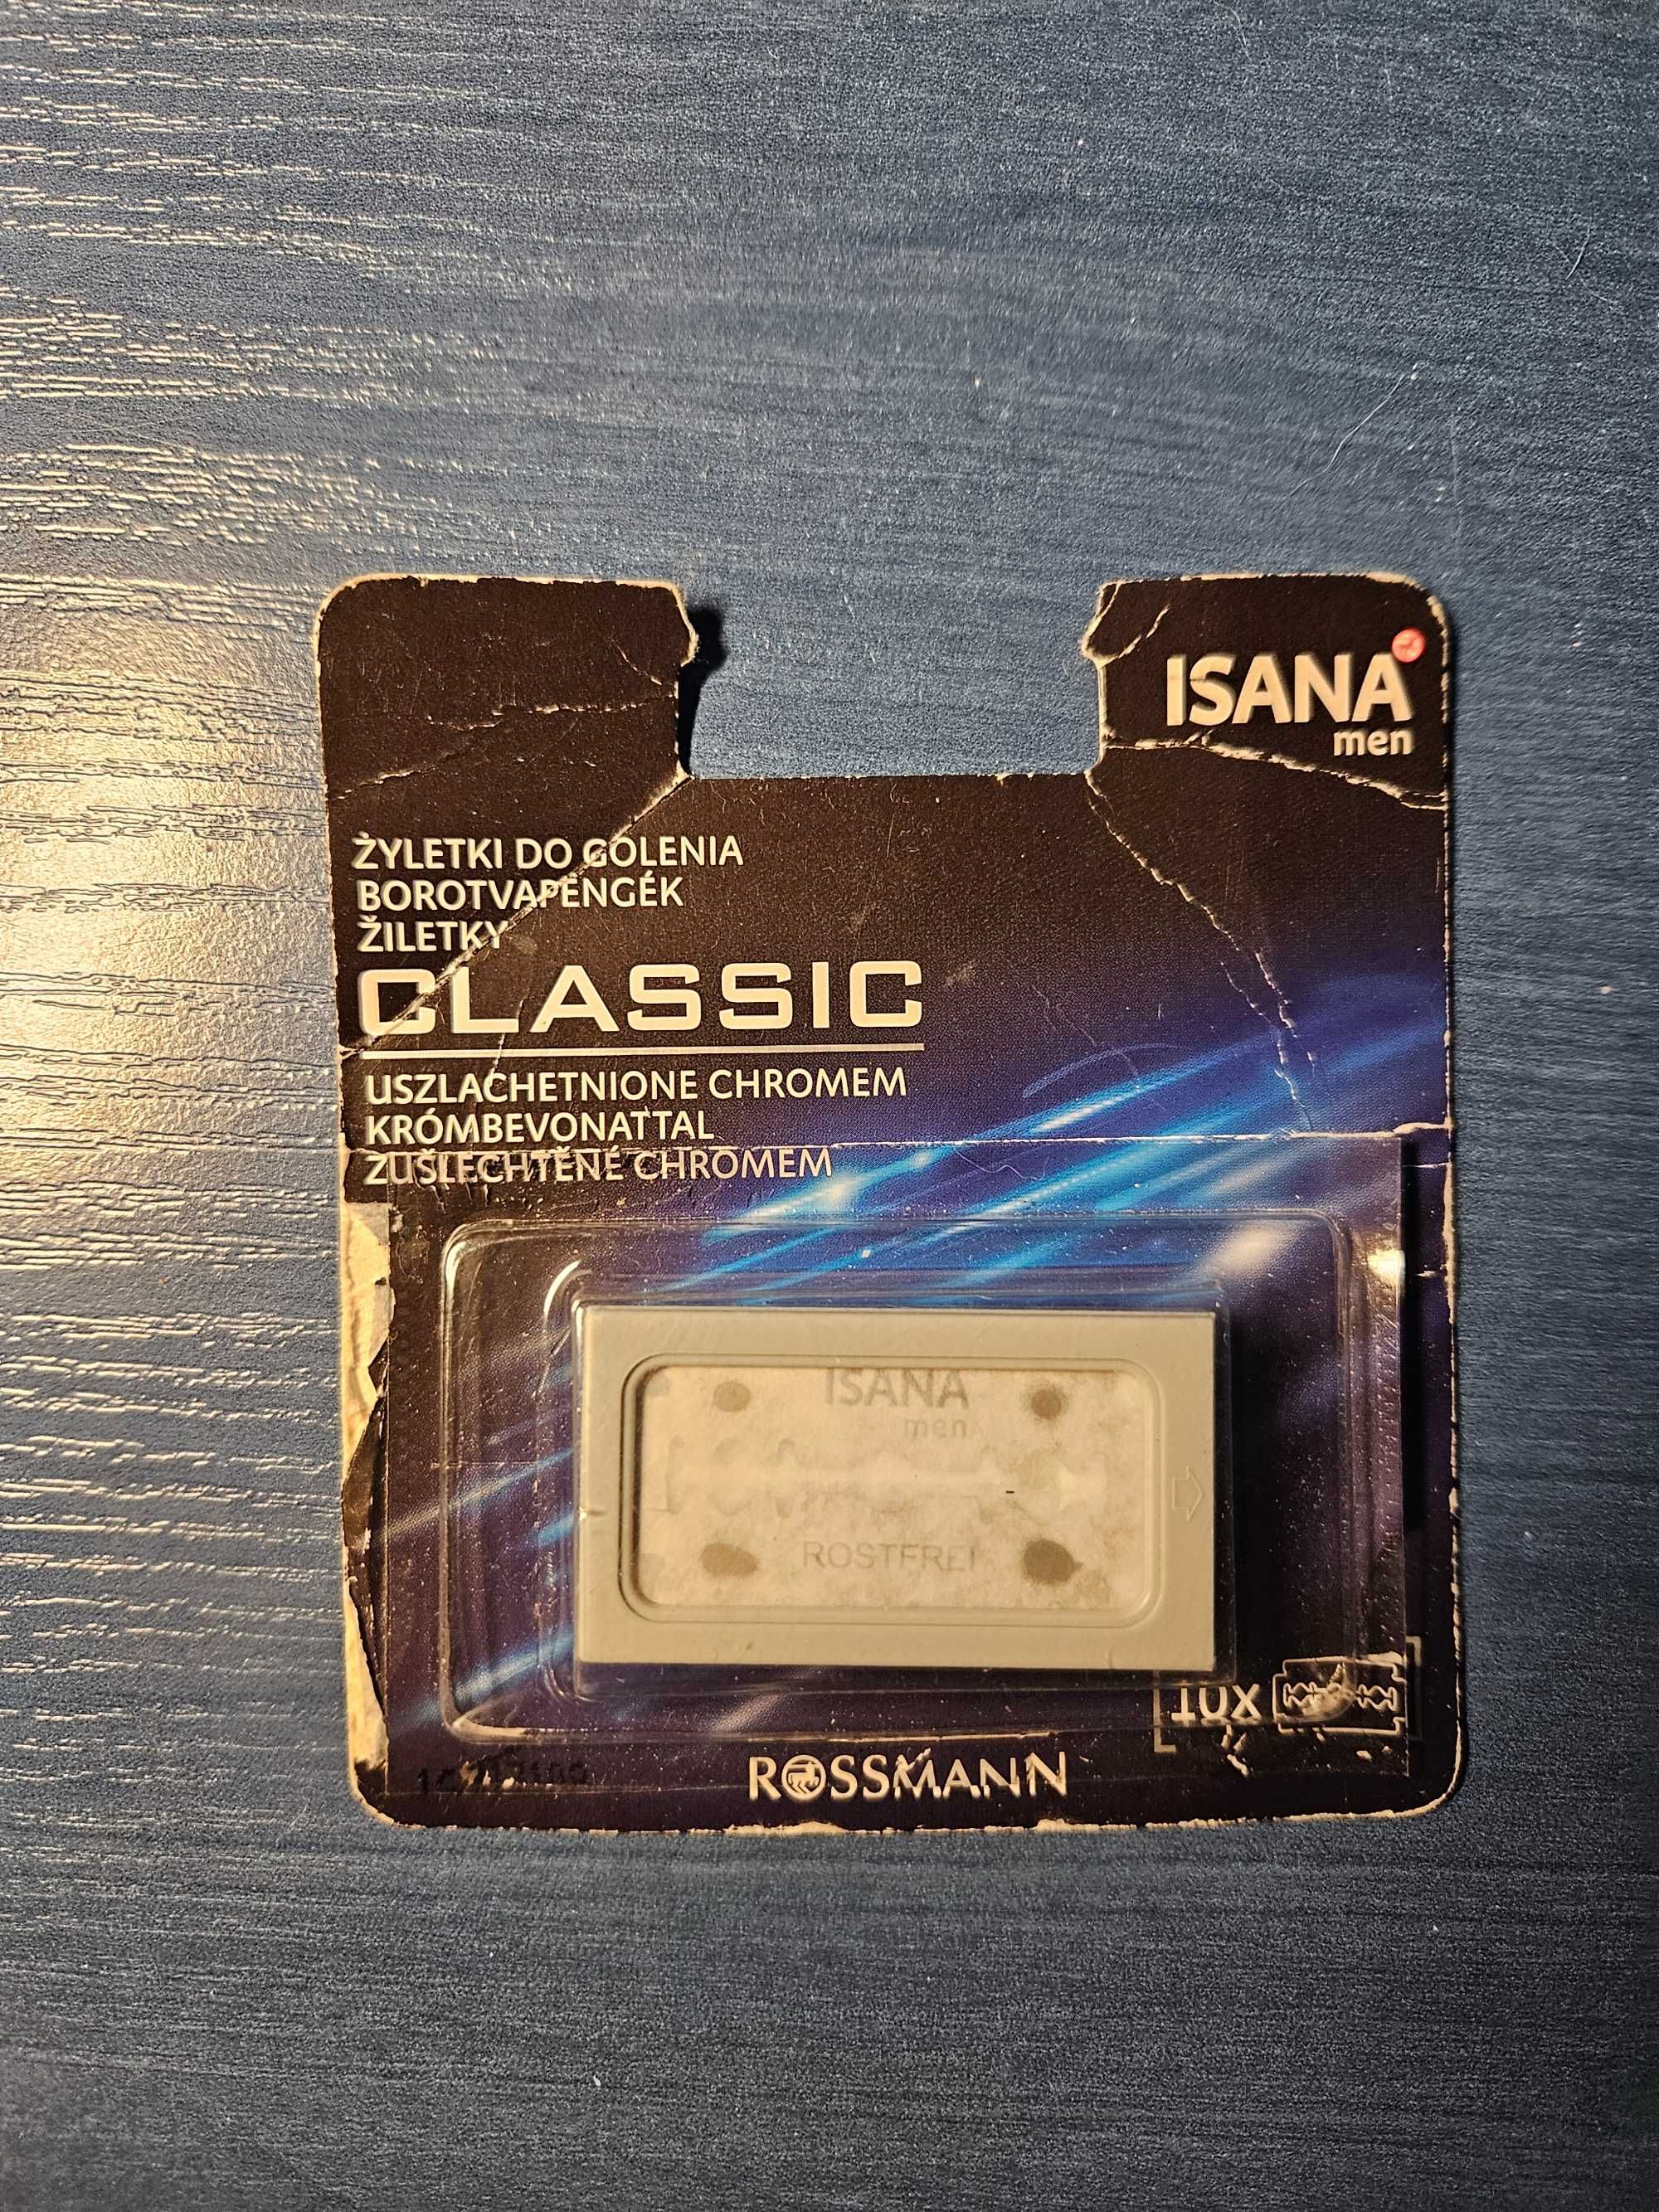 ISANA
men
ŻYLETKI DO GOLENIA
BOROTVAPENGÉK
ŽILETKY
CLASSIC
USZLACHETNIONE CHROMEM
KRÓMBEVONATTAL
ZUŠLECHTĚNÉ CHROMEM
ISANA
men
ROSTFREI
10x
ROSSMANN